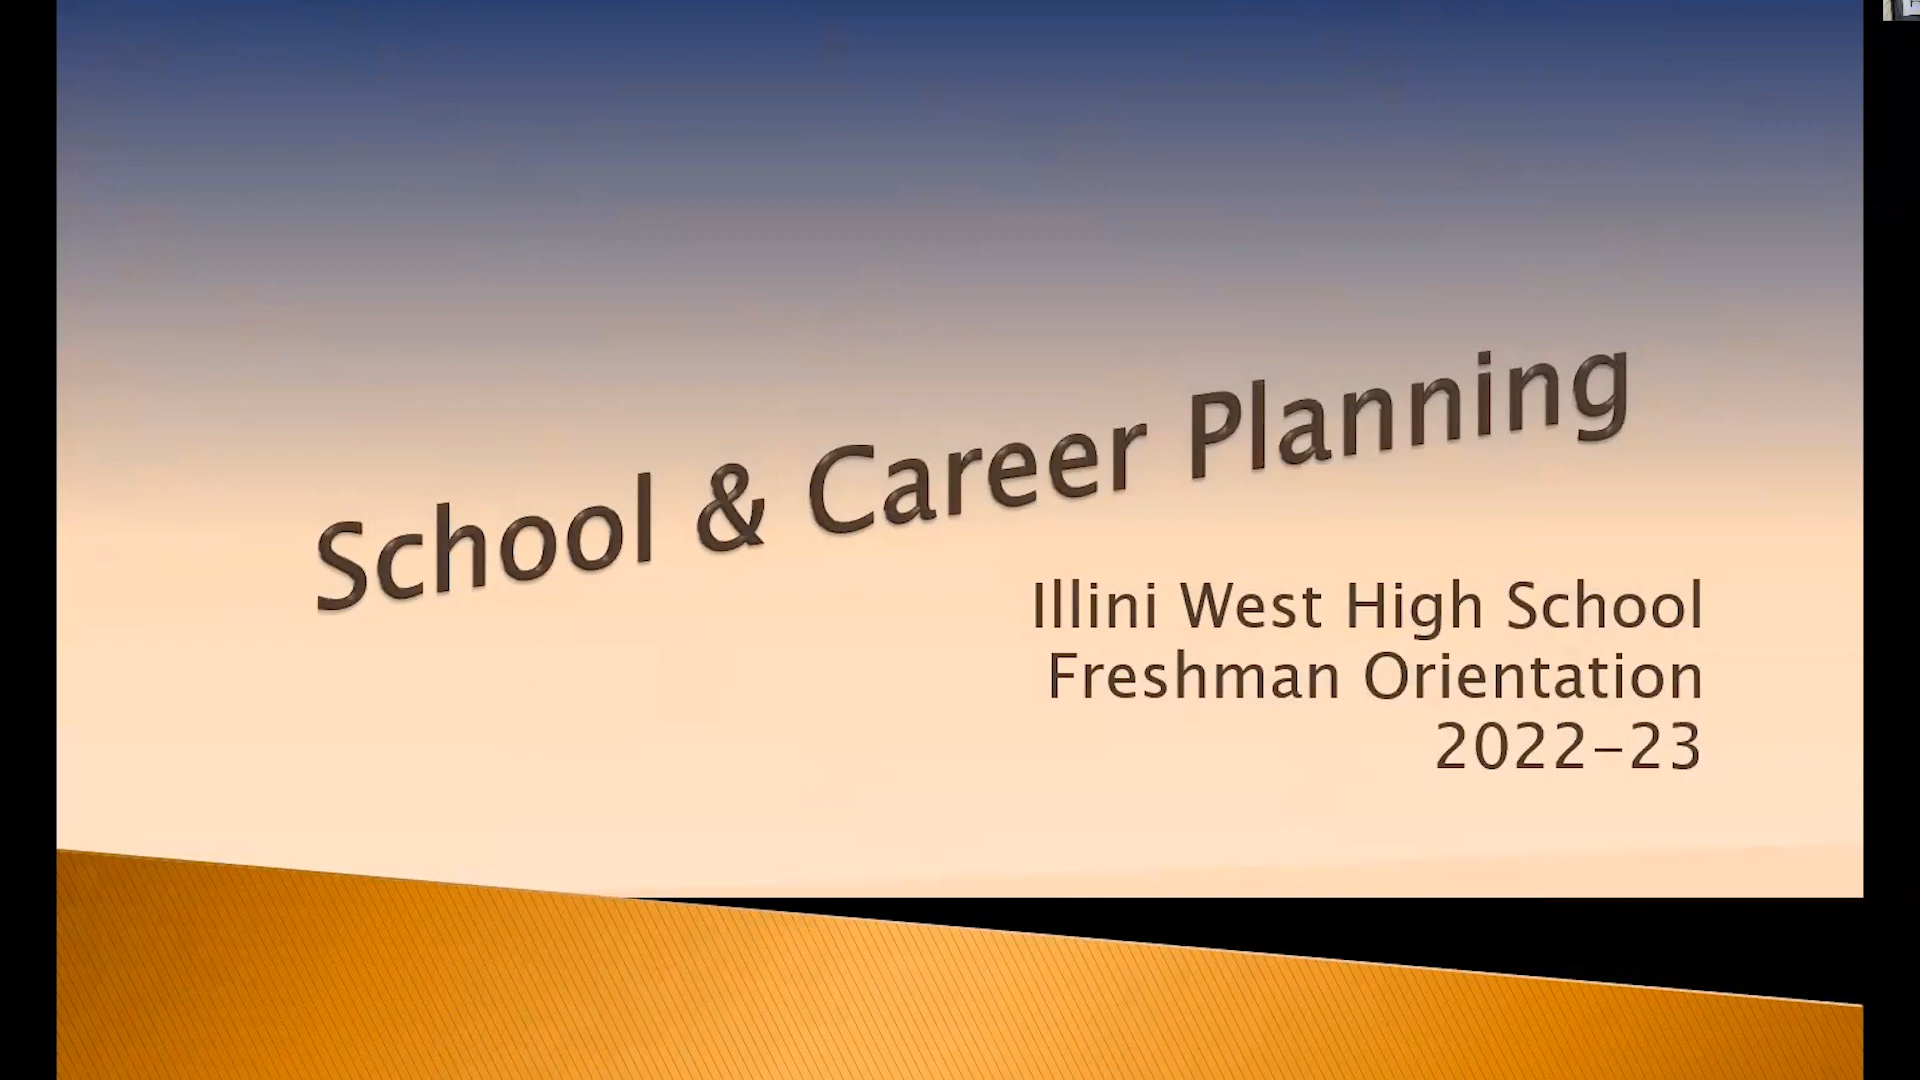 School & Career Planning
Illini West High School
Freshman Orientation
2022-23